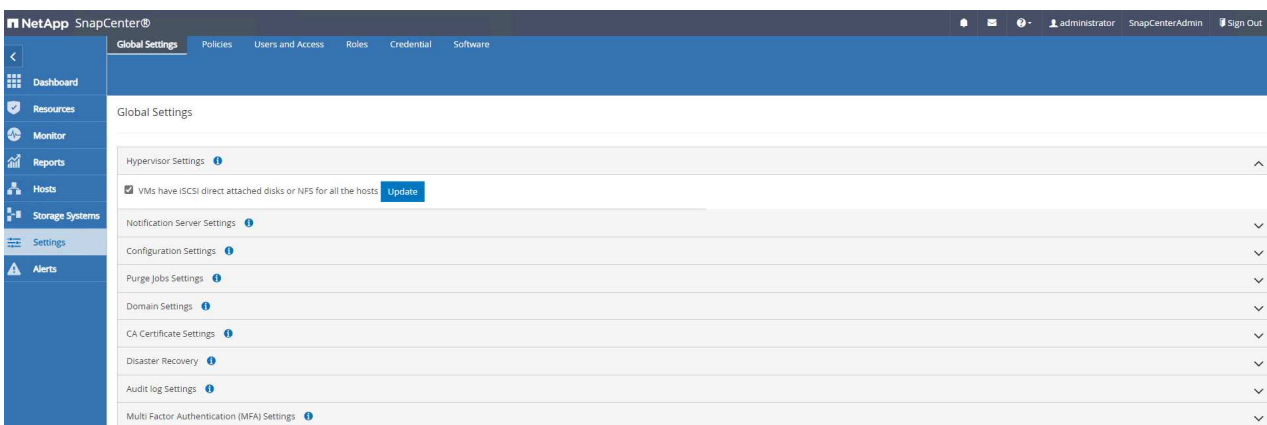 NetApp SnapCenter®
administrator SnapCenterAdmin Sign Out
Global Settings Policies Users and Access Roles Credential Software
Dashboard
Resources
Monitor
Reports
Hosts
Storage Systems
Settings
Alerts
Global Settings
Hypervisor Settings
VMs have iSCSI direct attached disks or NFS for all the hosts Update
Notification Server Settings
Configuration Settings
Purge Jobs Settings
Domain Settings
CA Certificate Settings
Disaster Recovery
Audit log Settings
Multi Factor Authentication (MFA) Settings